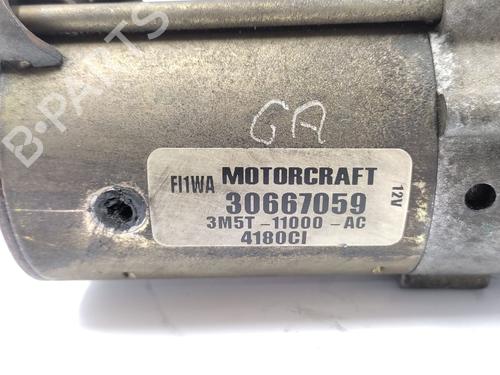 B-PARTS
GA
FI1WA MOTORCRAFT
30667059
12V
3M5T-11000-AC
4180CI